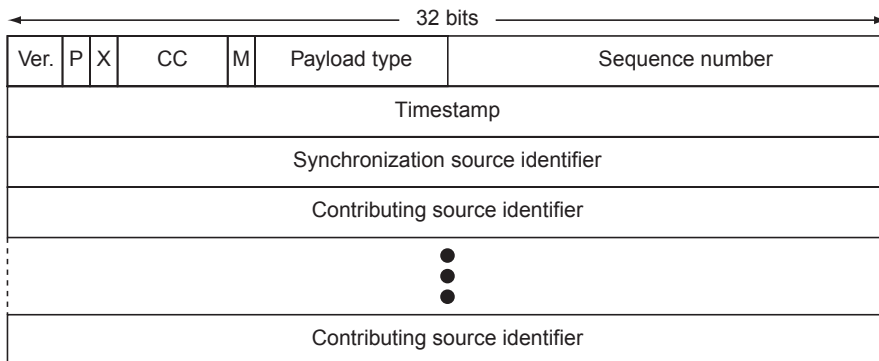 32 bits
Ver. P X CC M Payload type Sequence number
Timestamp
Synchronization source identifier
Contributing source identifier
Contributing source identifier